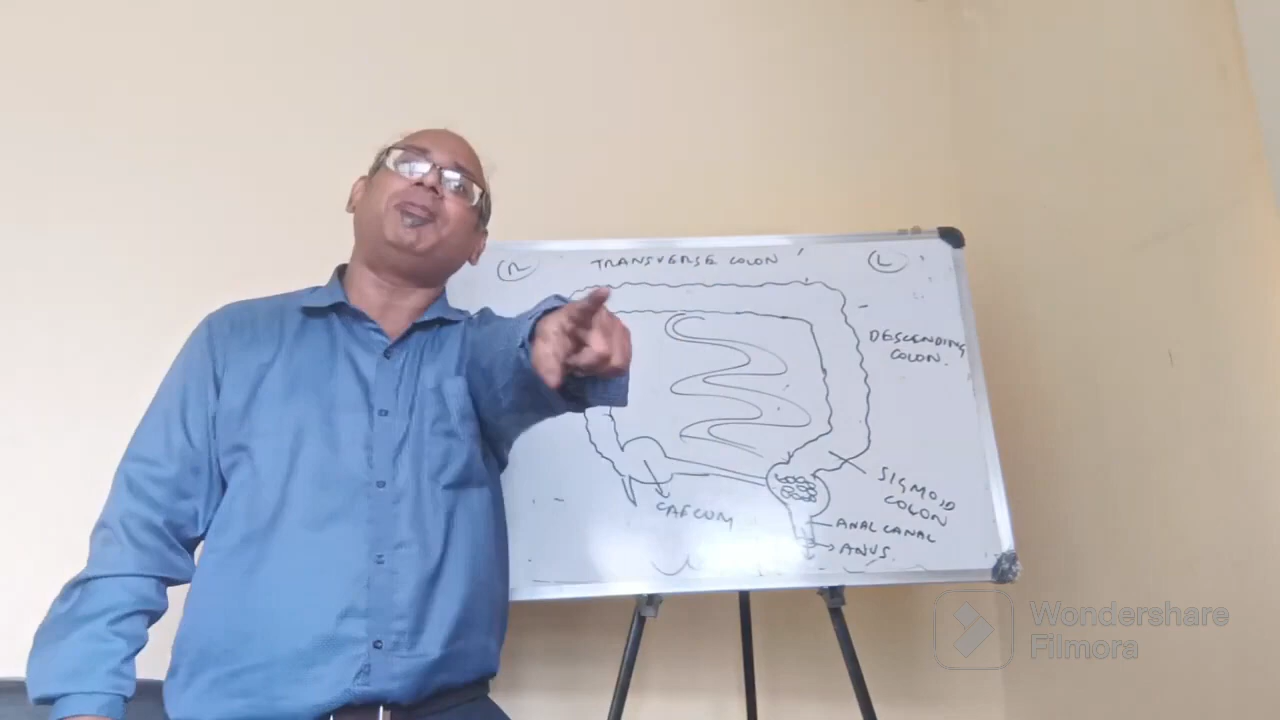 R
TRANSVERSE COLON
L
DESCENDING
COLON.
SIGMOID
COLON
CAECUM
ANAL CANAL
ANUS.
Wondershare
Filmora